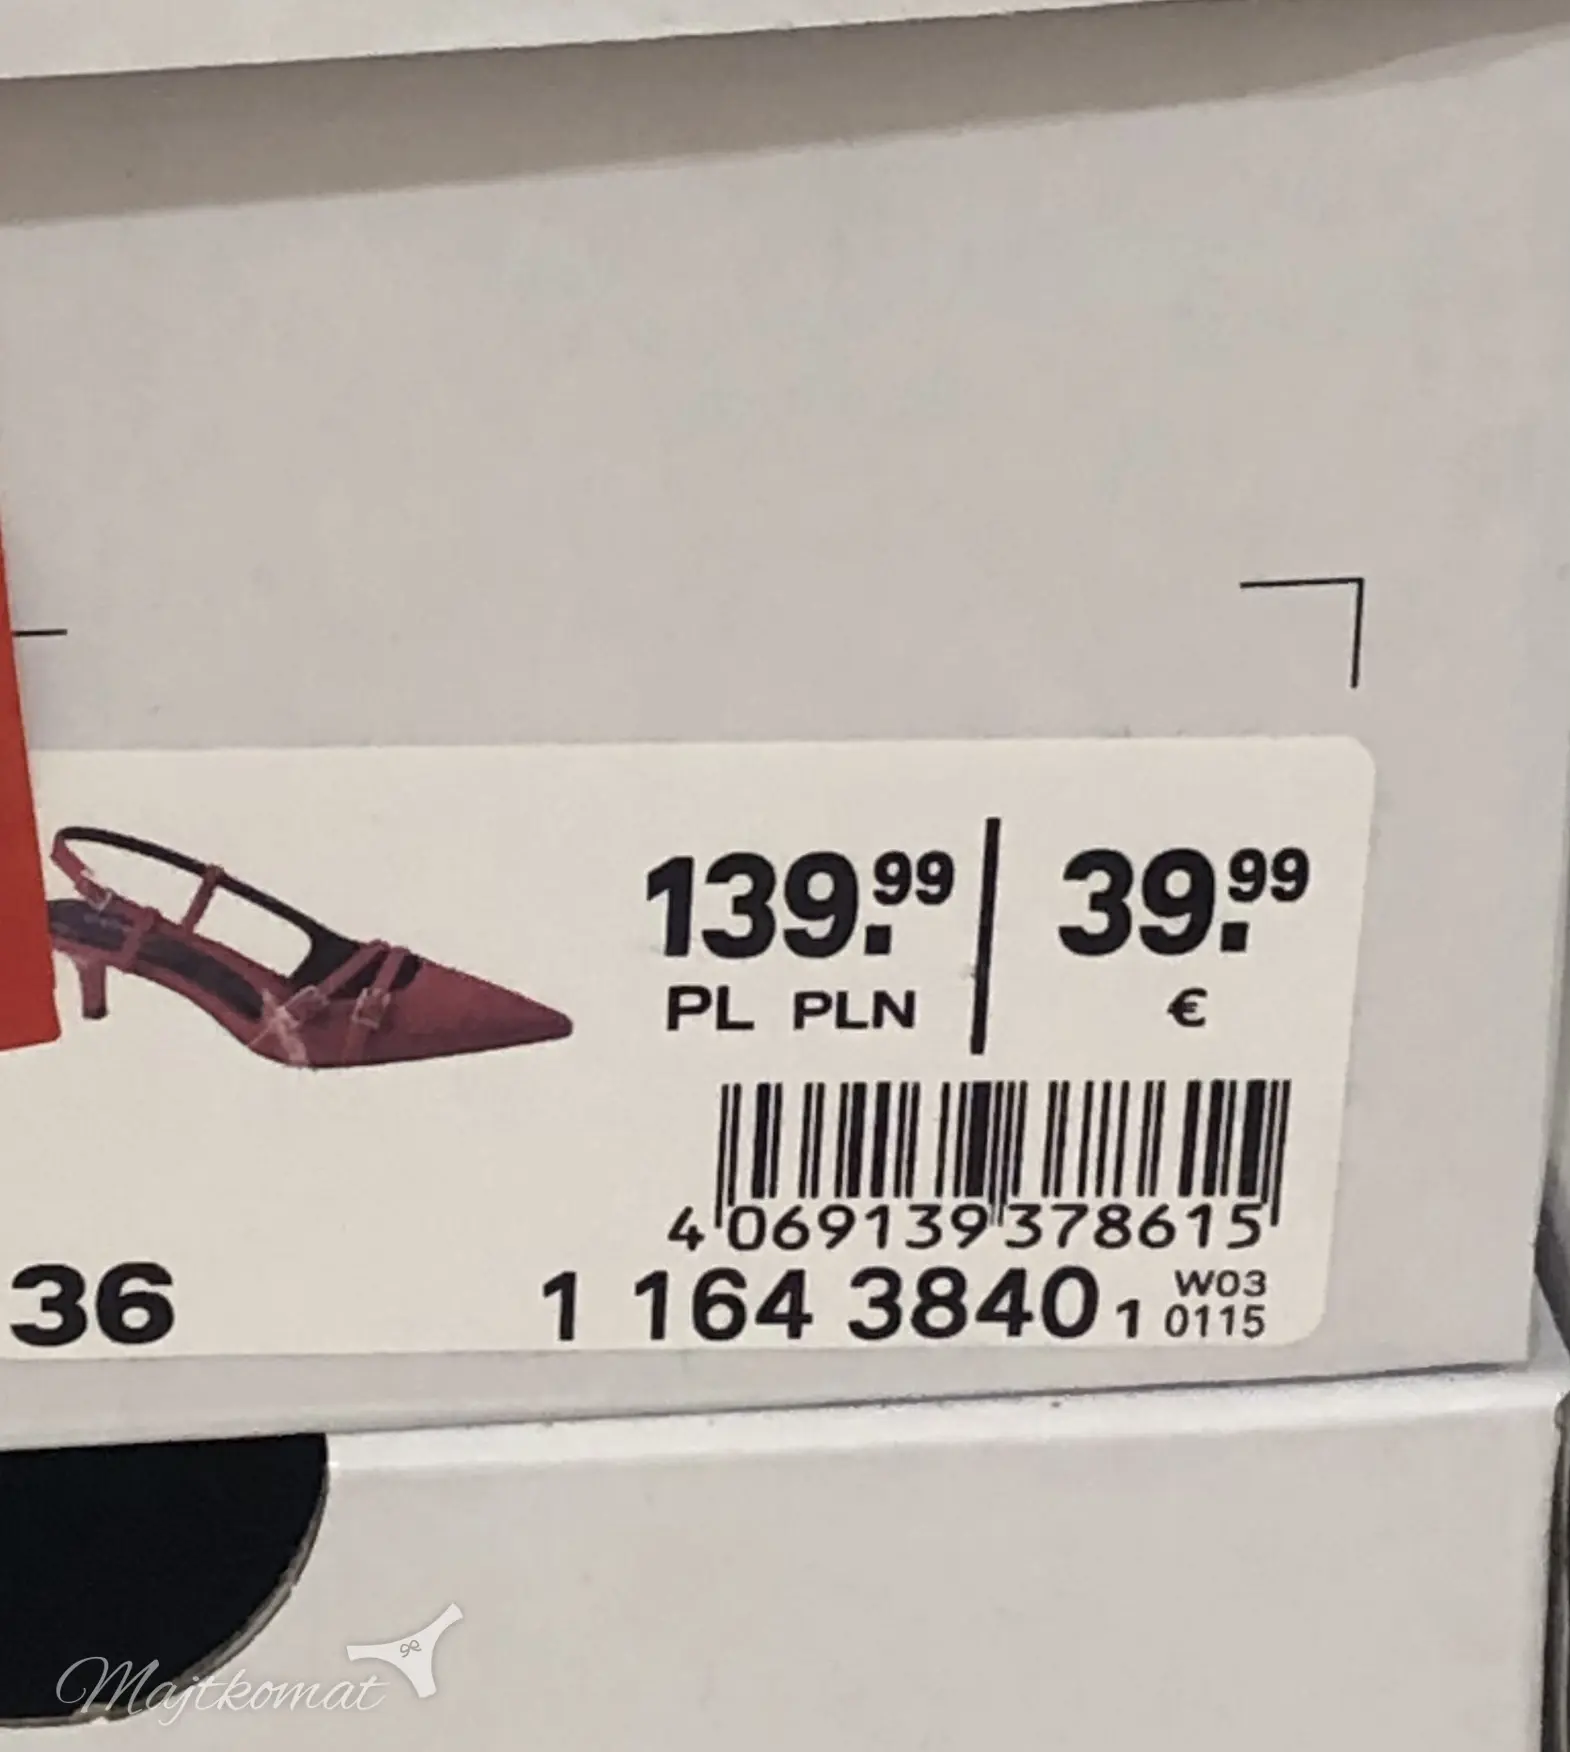 139.99 | 39.99
PL PLN €
4 069139 378615
36 1 164 3840 1 W03 0115
Majtkomat